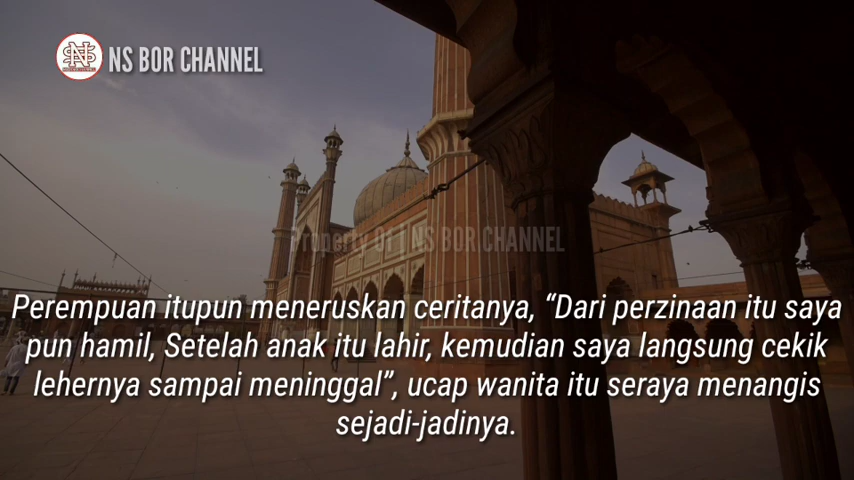 NS BOR CHANNEL
Property Of | NS BOR CHANNEL
Perempuan itupun meneruskan ceritanya, “Dari perzinaan itu saya
pun hamil, Setelah anak itu lahir, kemudian saya langsung cekik
lehernya sampai meninggal”, ucap wanita itu seraya menangis
sejadi-jadinya.